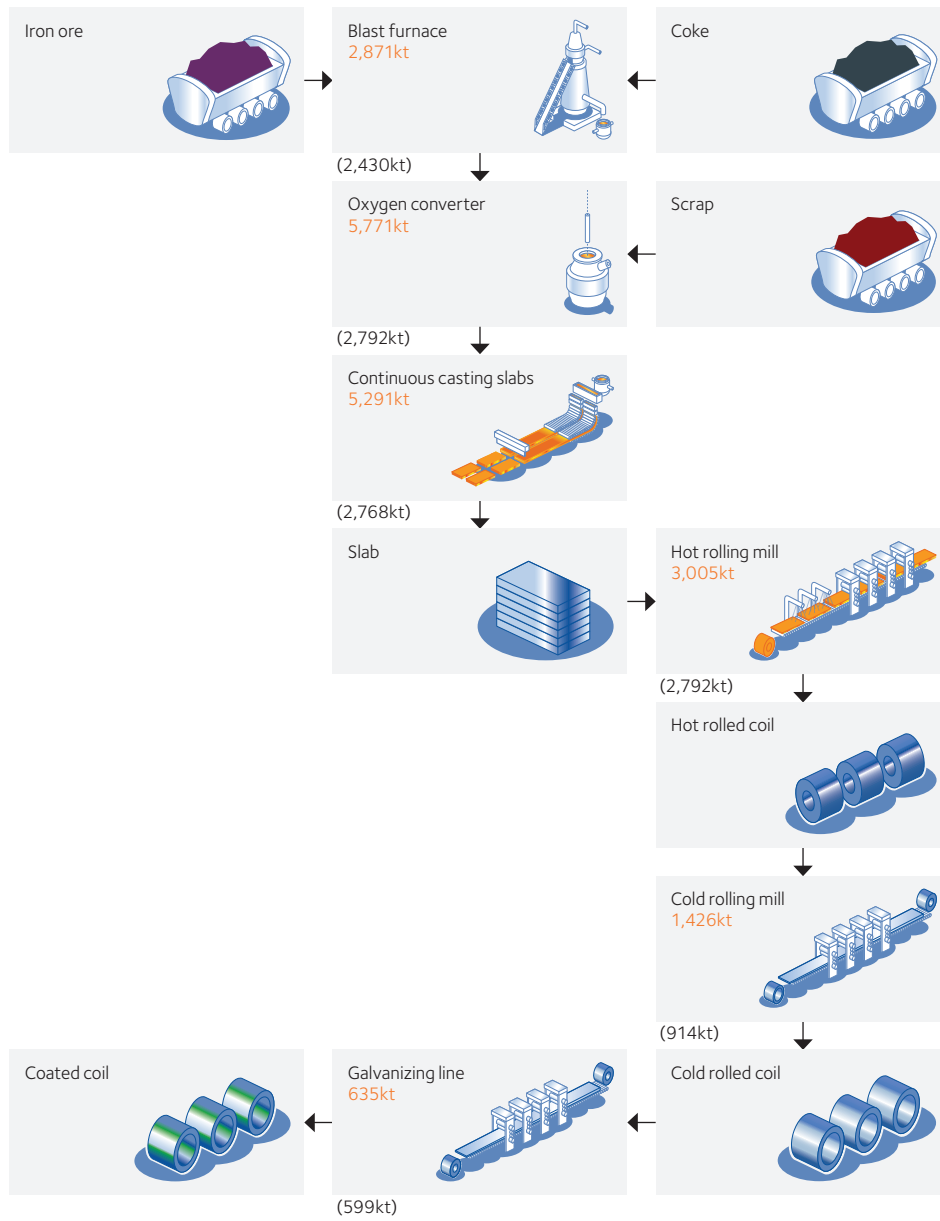 Iron ore
Blast furnace
2,871kt
Coke
(2,430kt)
Oxygen converter
5,771kt
Scrap
(2,792kt)
Continuous casting slabs
5,291kt
(2,768kt)
Slab
Hot rolling mill
3,005kt
(2,792kt)
Hot rolled coil
Cold rolling mill
1,426kt
(914kt)
Coated coil
Galvanizing line
635kt
Cold rolled coil
(599kt)